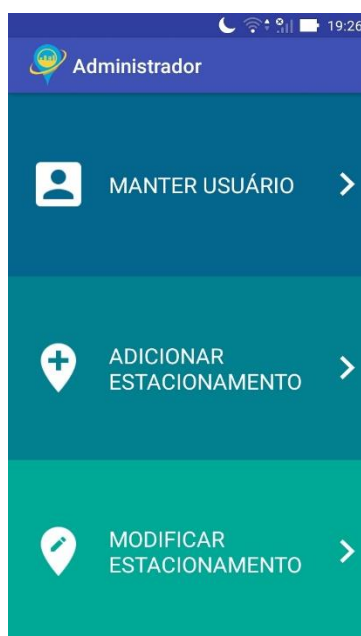 19:26
Administrador
MANTER USUÁRIO
ADICIONAR
ESTACIONAMENTO
MODIFICAR
ESTACIONAMENTO